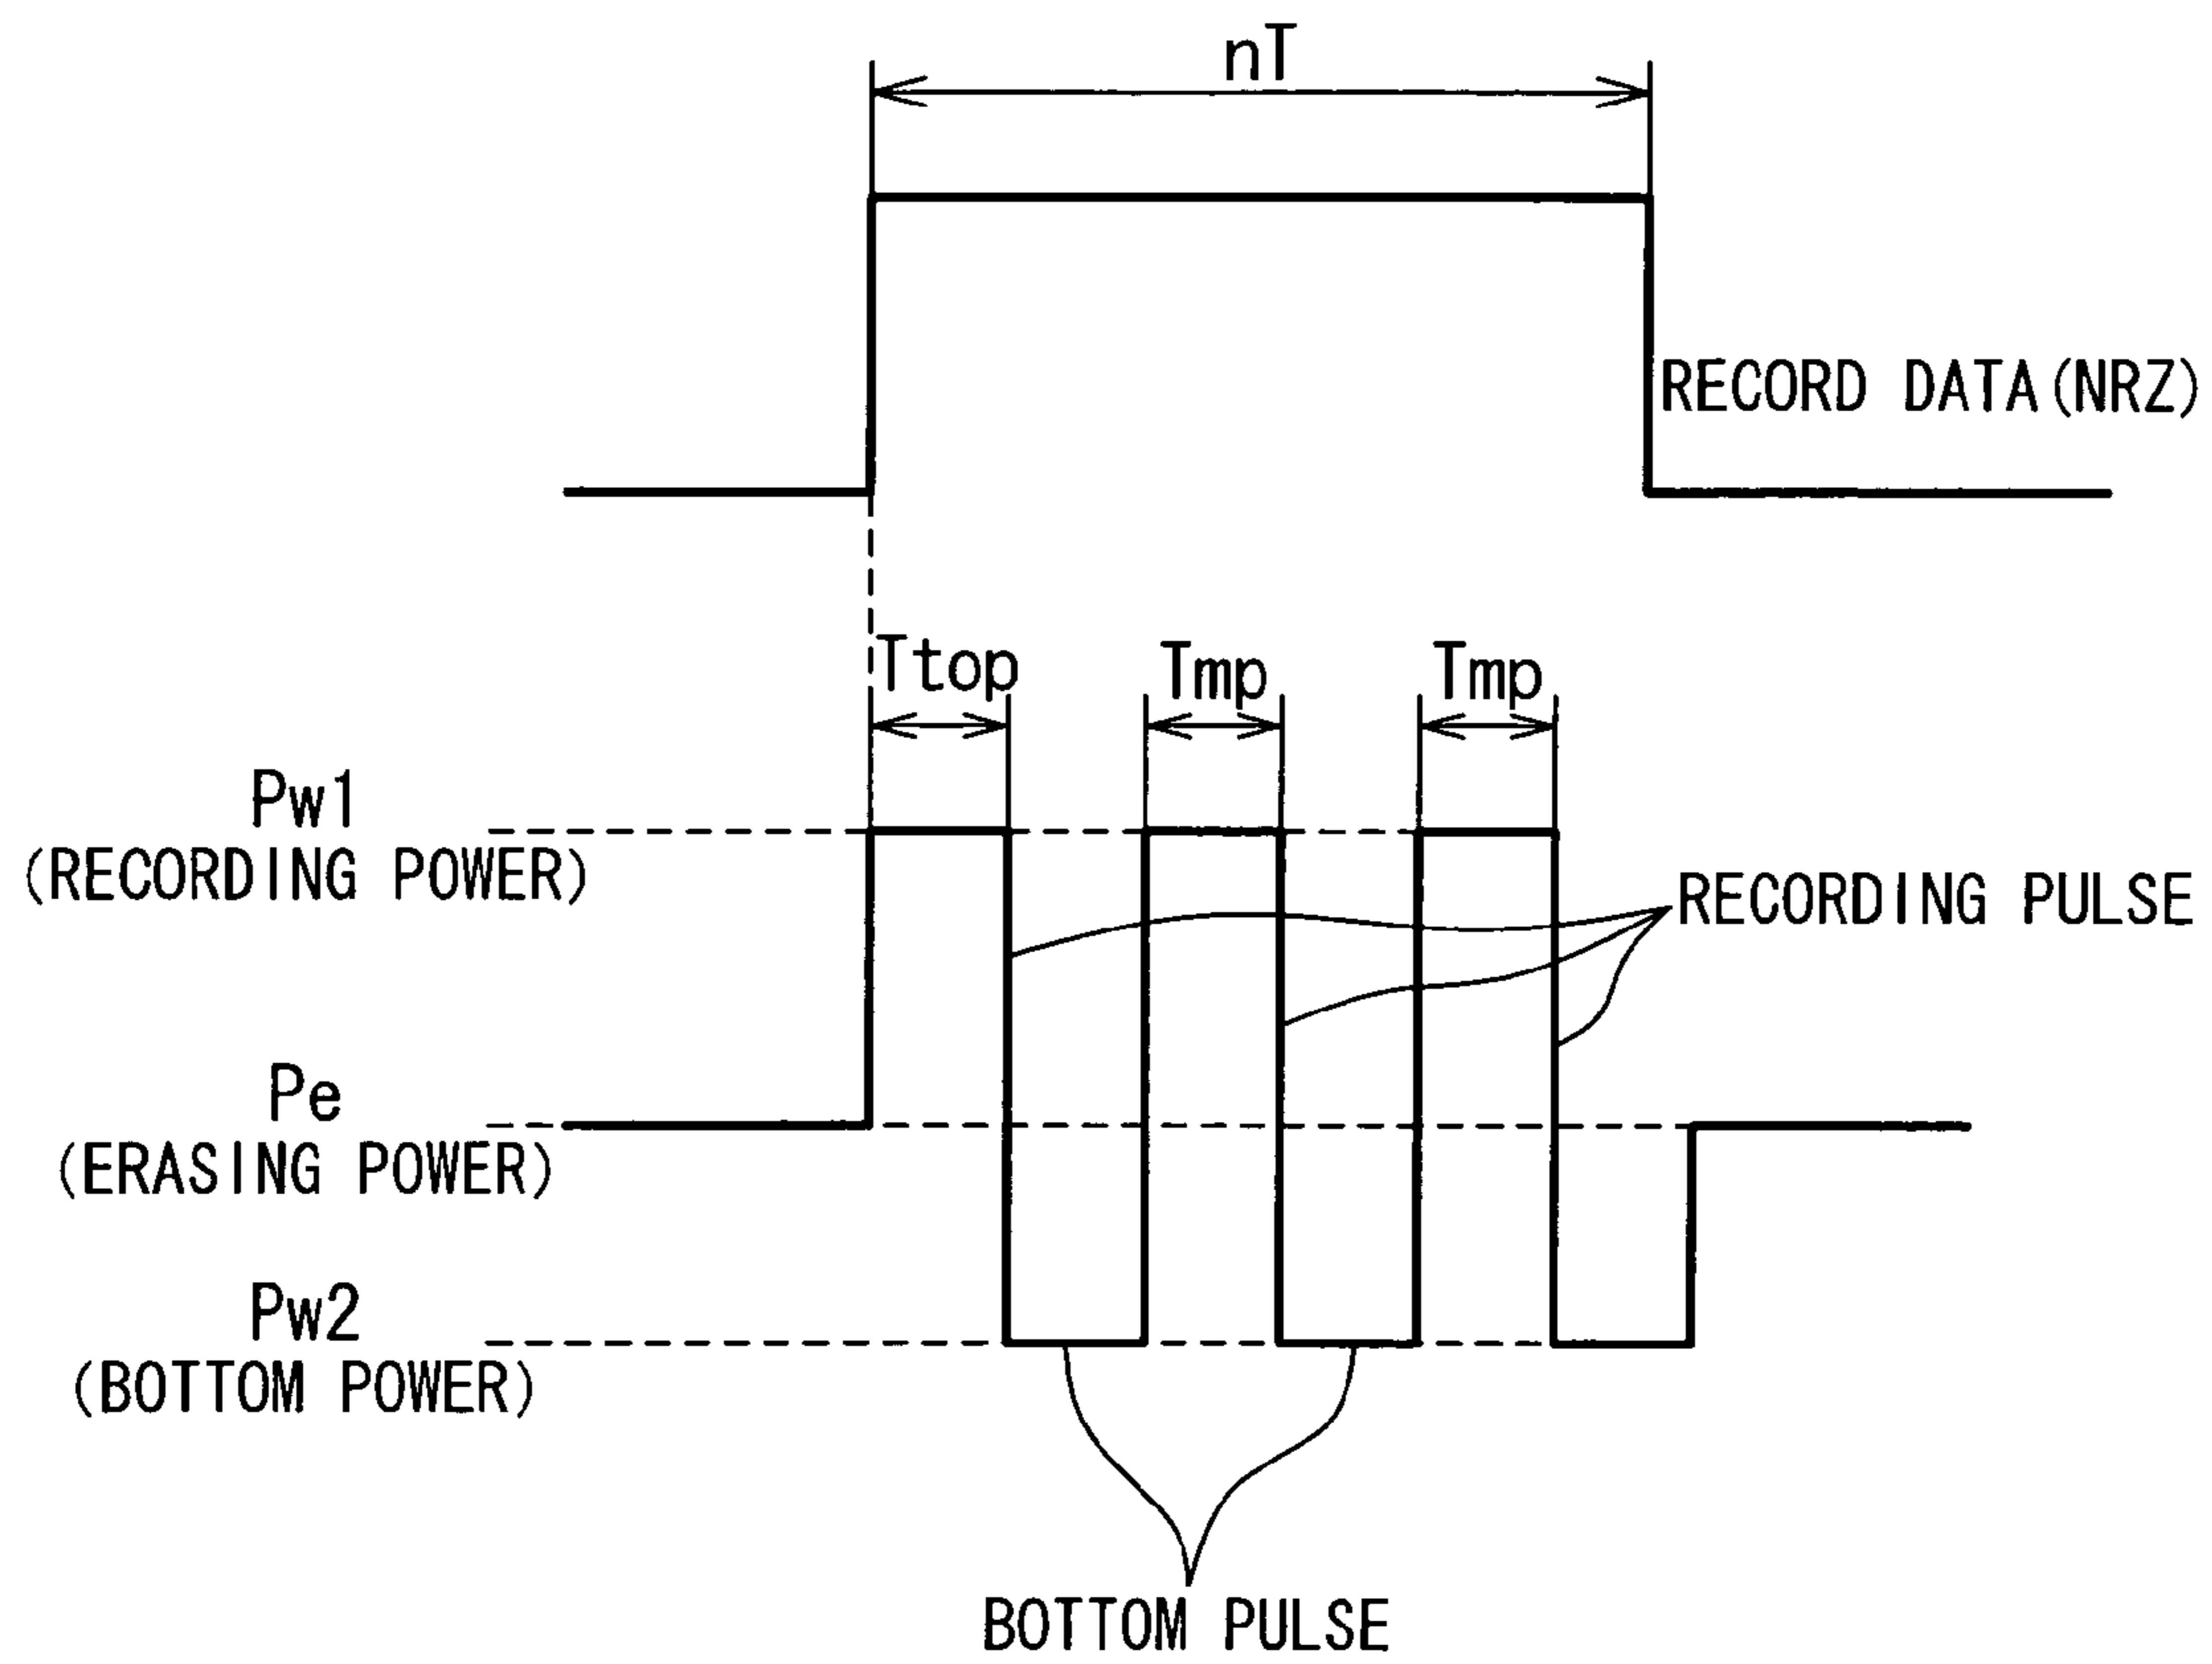 nT
RECORD DATA(NRZ)
Ttop
Tmp
Tmp
Pw1
(RECORDING POWER)
RECORDING PULSE
Pe
(ERASING POWER)
Pw2
(BOTTOM POWER)
BOTTOM PULSE